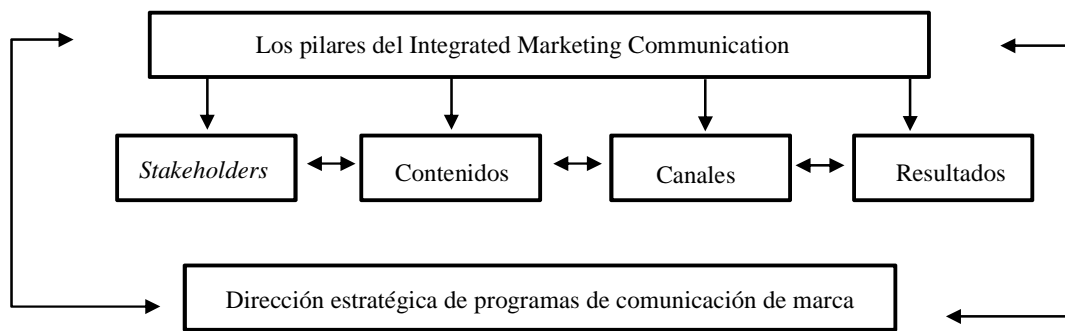 Los pilares del Integrated Marketing Communication
Stakeholders
Contenidos
Canales
Resultados
Dirección estratégica de programas de comunicación de marca